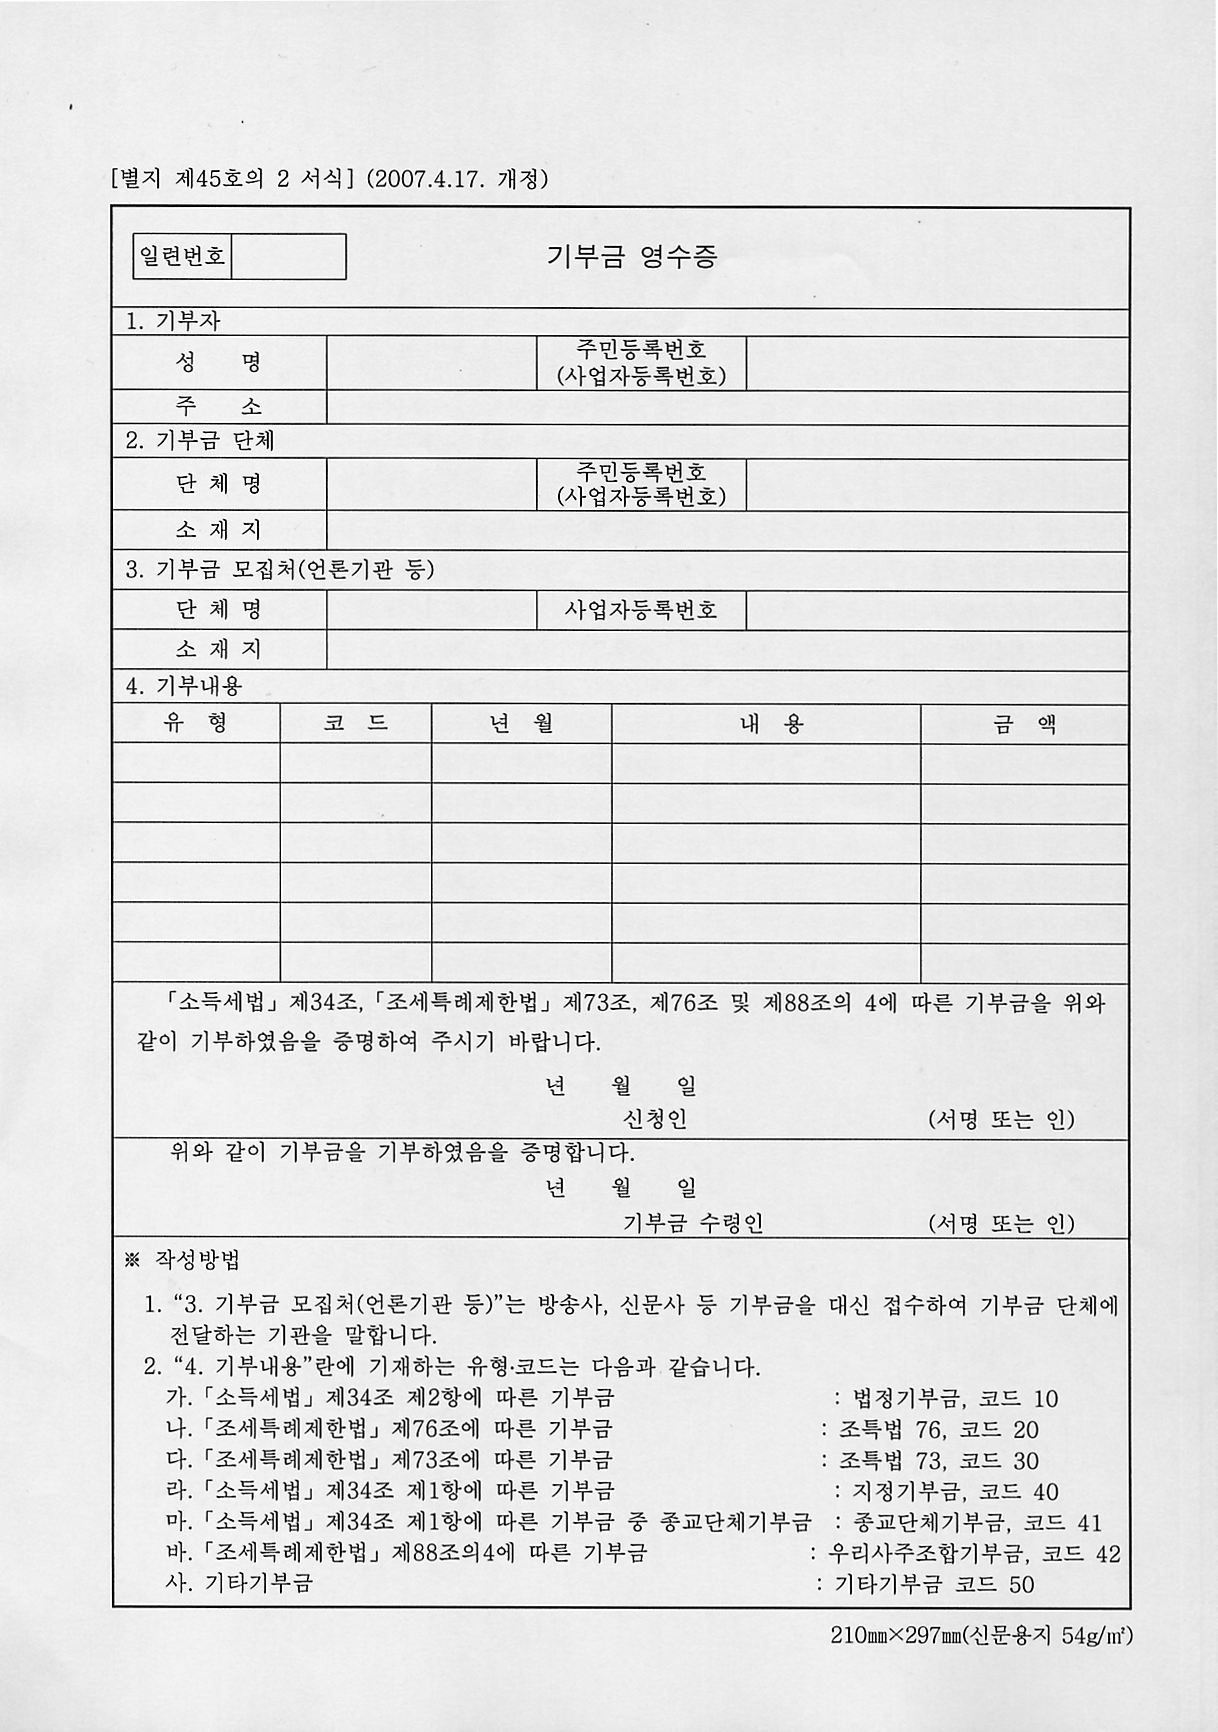 [별지 제45호의 2 서식] (2007.4.17. 개정)
일련번호
기부금 영수증
1. 기부자
성 명
주민등록번호
(사업자등록번호)
주 소
2. 기부금 단체
단 체 명
주민등록번호
(사업자등록번호)
소 재 지
3. 기부금 모집처(언론기관 등)
단 체 명
사업자등록번호
소 재 지
4. 기부내용
유 형 코 드 년 월 내 용 금 액
「소득세법」 제34조, 「조세특례제한법」 제73조, 제76조 및 제88조의 4에 따른 기부금을 위와
같이 기부하였음을 증명하여 주시기 바랍니다.
년 월 일
신청인 (서명 또는 인)
위와 같이 기부금을 기부하였음을 증명합니다.
년 월 일
기부금 수령인 (서명 또는 인)
※ 작성방법
1. “3. 기부금 모집처(언론기관 등)”는 방송사, 신문사 등 기부금을 대신 접수하여 기부금 단체에
전달하는 기관을 말합니다.
2. “4. 기부내용”란에 기재하는 유형·코드는 다음과 같습니다.
가. 「소득세법」 제34조 제2항에 따른 기부금 : 법정기부금, 코드 10
나. 「조세특례제한법」 제76조에 따른 기부금 : 조특법 76, 코드 20
다. 「조세특례제한법」 제73조에 따른 기부금 : 조특법 73, 코드 30
라. 「소득세법」 제34조 제1항에 따른 기부금 : 지정기부금, 코드 40
마. 「소득세법」 제34조 제1항에 따른 기부금 중 종교단체기부금 : 종교단체기부금, 코드 41
바. 「조세특례제한법」 제88조의4에 따른 기부금 : 우리사주조합기부금, 코드 42
사. 기타기부금 : 기타기부금 코드 50
210㎜×297㎜(신문용지 54g/㎡)